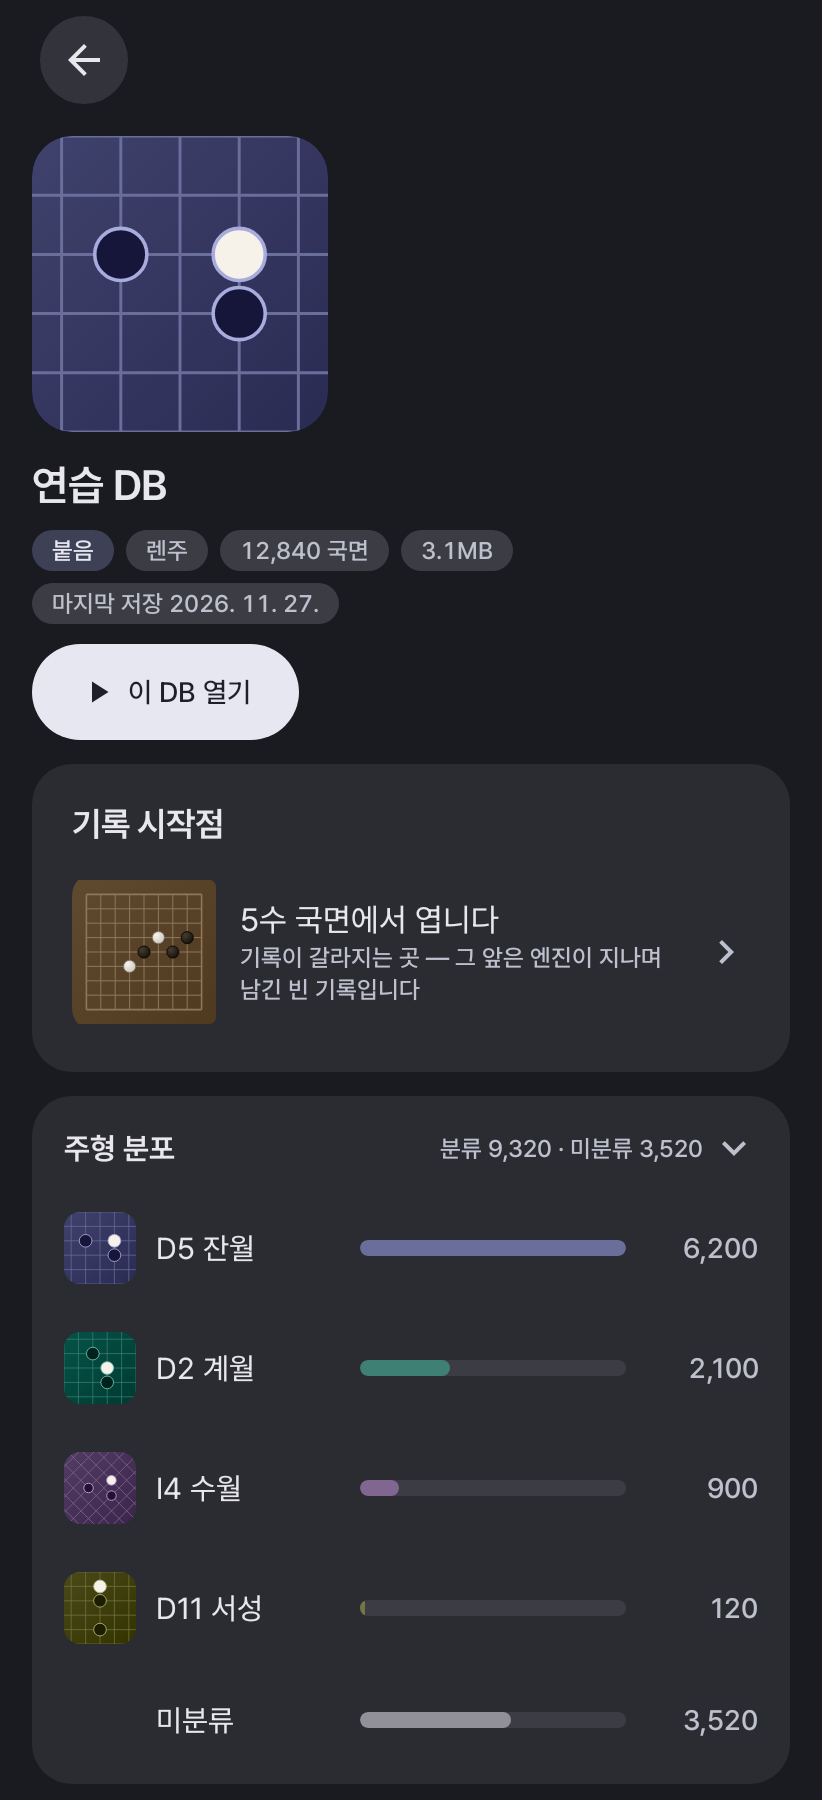 연습 DB
붙음
렌주
12,840 국면
3.1MB
마지막 저장 2026. 11. 27.
이 DB 열기
기록 시작점
5수 국면에서 엽니다
기록이 갈라지는 곳 — 그 앞은 엔진이 지나며
남긴 빈 기록입니다
주형 분포
분류 9,320 · 미분류 3,520
D5 잔월
6,200
D2 계월
2,100
I4 수월
900
D11 서성
120
미분류
3,520